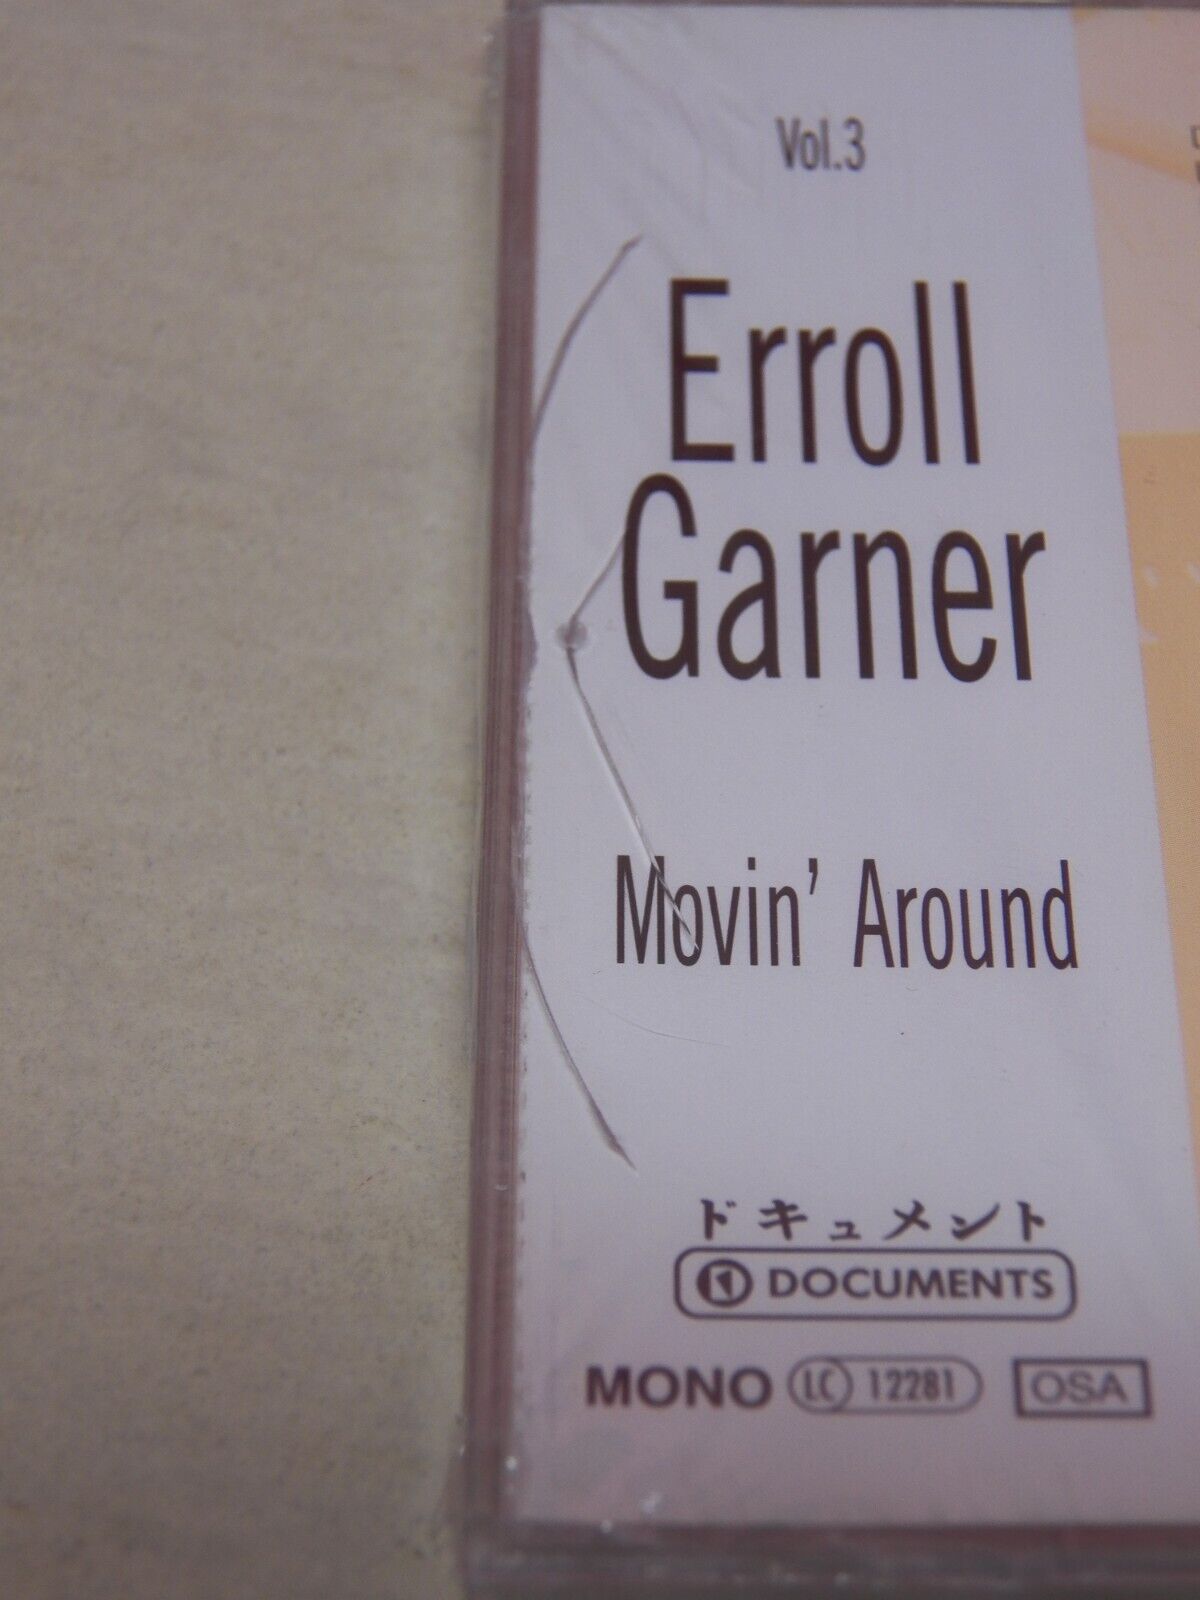 Vol.3
Erroll
Garner
Movin’ Around
ドキュメント
DOCUMENTS
MONO LC 12281 OSA